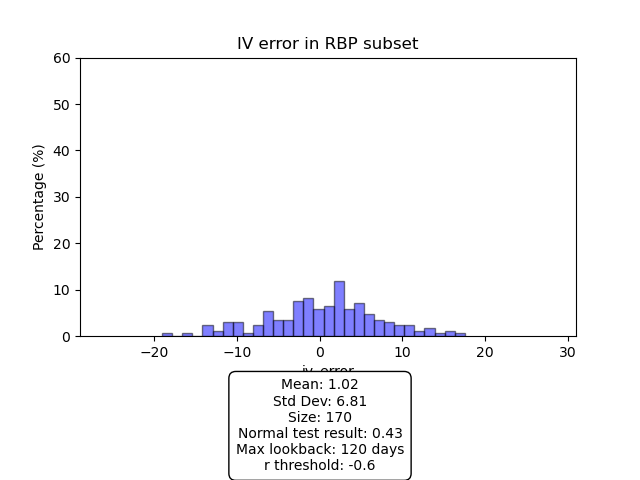 IV error in RBP subset
60
50
40
30
20
10
0
Percentage (%)
−20
−10
0
10
20
30
iv_error
Mean: 1.02
Std Dev: 6.81
Size: 170
Normal test result: 0.43
Max lookback: 120 days
r threshold: -0.6